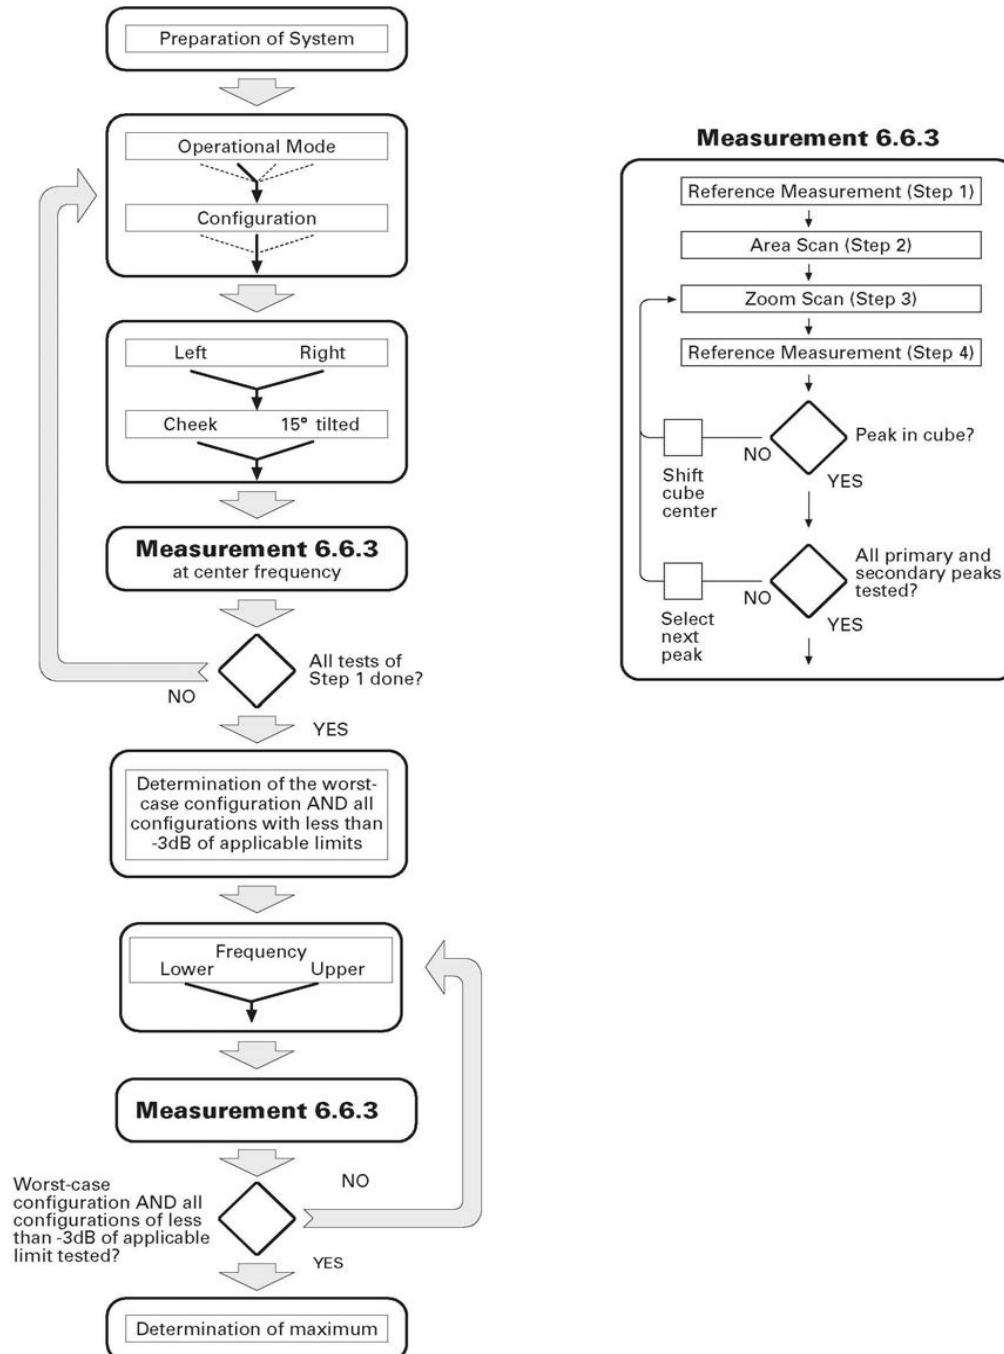 Preparation of System
Operational Mode
Configuration
Left Right
Cheek 15° tilted
Measurement 6.6.3
at center frequency
All tests of
Step 1 done?
NO
YES
Determination of the worst-
case configuration AND all
configurations with less than
-3dB of applicable limits
Frequency
Lower Upper
Measurement 6.6.3
Worst-case
configuration AND all
configurations of less
than -3dB of applicable
limit tested?
NO
YES
Determination of maximum
Measurement 6.6.3
Reference Measurement (Step 1)
Area Scan (Step 2)
Zoom Scan (Step 3)
Reference Measurement (Step 4)
Peak in cube?
NO
YES
Shift
cube
center
All primary and
secondary peaks
tested?
NO
YES
Select
next
peak